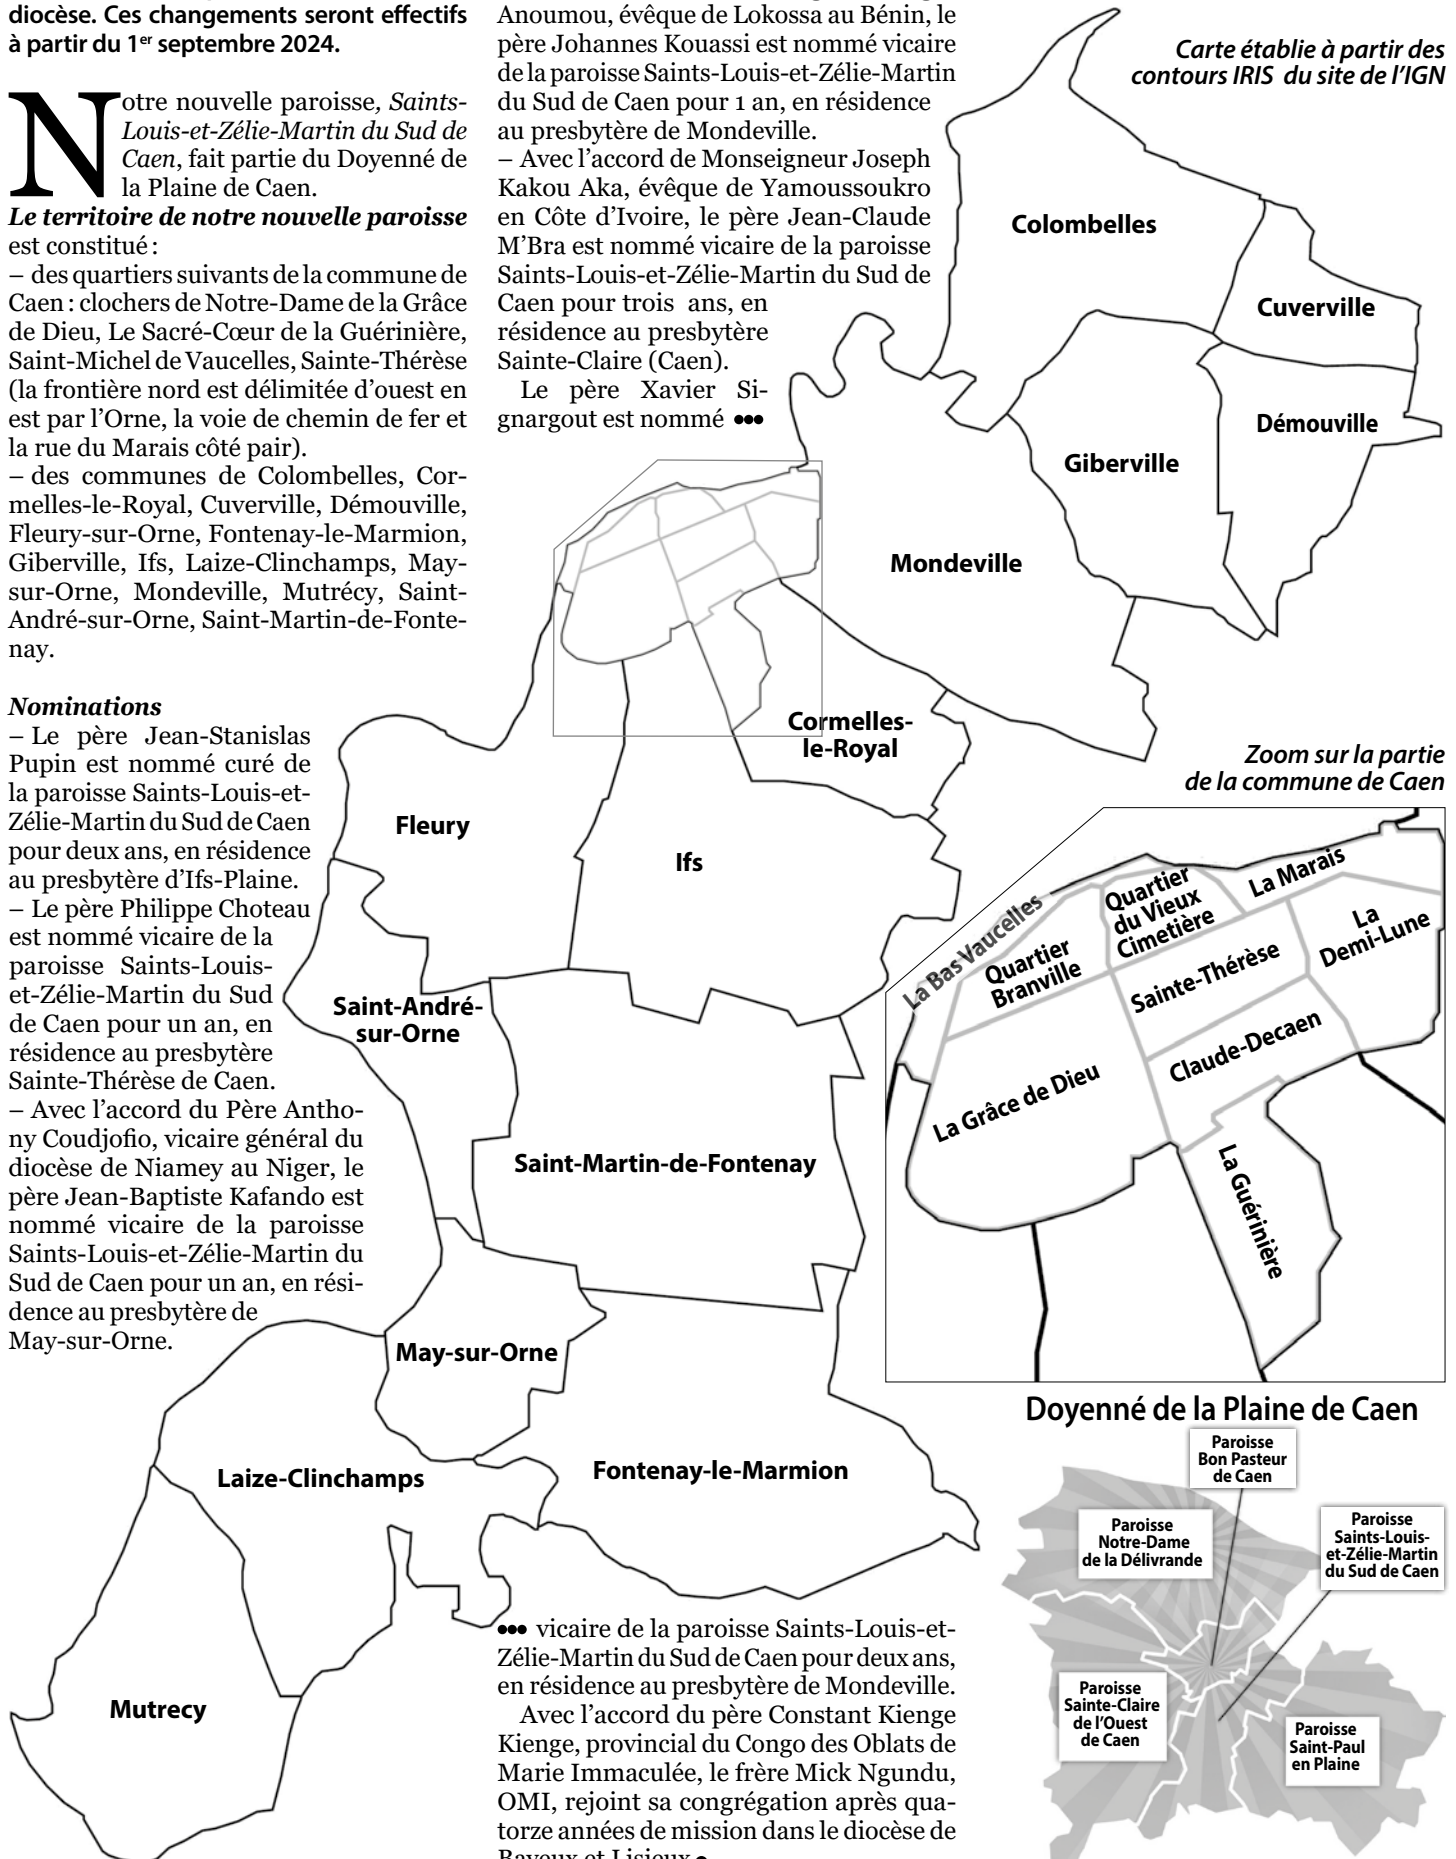 diocèse. Ces changements seront effectifs
à partir du 1er septembre 2024.
Notre nouvelle paroisse, Saints-
Louis-et-Zélie-Martin du Sud de
Caen, fait partie du Doyenné de
la Plaine de Caen.
Le territoire de notre nouvelle paroisse
est constitué :
– des quartiers suivants de la commune de
Caen : clochers de Notre-Dame de la Grâce
de Dieu, Le Sacré-Cœur de la Guérinière,
Saint-Michel de Vaucelles, Sainte-Thérèse
(la frontière nord est délimitée d’ouest en
est par l’Orne, la voie de chemin de fer et
la rue du Marais côté pair).
– des communes de Colombelles, Cor-
melles-le-Royal, Cuverville, Démouville,
Fleury-sur-Orne, Fontenay-le-Marmion,
Giberville, Ifs, Laize-Clinchamps, May-
sur-Orne, Mondeville, Mutrécy, Saint-
André-sur-Orne, Saint-Martin-de-Fonte-
nay.
Nominations
– Le père Jean-Stanislas
Pupin est nommé curé de
la paroisse Saints-Louis-et-
Zélie-Martin du Sud de Caen
pour deux ans, en résidence
au presbytère d’Ifs-Plaine.
– Le père Philippe Choteau
est nommé vicaire de la
paroisse Saints-Louis-
et-Zélie-Martin du Sud
de Caen pour un an, en
résidence au presbytère
Sainte-Thérèse de Caen.
– Avec l’accord du Père Antho-
ny Coudjofio, vicaire général du
diocèse de Niamey au Niger, le
père Jean-Baptiste Kafando est
nommé vicaire de la paroisse
Saints-Louis-et-Zélie-Martin du
Sud de Caen pour un an, en rési-
dence au presbytère de
May-sur-Orne.
Anoumou, évêque de Lokossa au Bénin, le
père Johannes Kouassi est nommé vicaire
de la paroisse Saints-Louis-et-Zélie-Martin
du Sud de Caen pour 1 an, en résidence
au presbytère de Mondeville.
– Avec l’accord de Monseigneur Joseph
Kakou Aka, évêque de Yamoussoukro
en Côte d’Ivoire, le père Jean-Claude
M’Bra est nommé vicaire de la paroisse
Saints-Louis-et-Zélie-Martin du Sud de
Caen pour trois ans, en
résidence au presbytère
Sainte-Claire (Caen).
Le père Xavier Si-
gnargout est nommé •••
••• vicaire de la paroisse Saints-Louis-et-
Zélie-Martin du Sud de Caen pour deux ans,
en résidence au presbytère de Mondeville.
Avec l’accord du père Constant Kienge
Kienge, provincial du Congo des Oblats de
Marie Immaculée, le frère Mick Ngundu,
OMI, rejoint sa congrégation après qua-
torze années de mission dans le diocèse de
Bayeux et Lisieux •
Carte établie à partir des
contours IRIS du site de l’IGN
Colombelles
Cuverville
Démouville
Giberville
Mondeville
Cormelles-
le-Royal
Fleury
Ifs
Saint-André-
sur-Orne
Saint-Martin-de-Fontenay
May-sur-Orne
Laize-Clinchamps
Fontenay-le-Marmion
Mutrecy
Zoom sur la partie
de la commune de Caen
La Bas Vaucelles
Quartier
Branville
Quartier
du Vieux
Cimetière
La Marais
La
Demi-Lune
Sainte-Thérèse
Claude-Decaen
La Grâce de Dieu
La Guérinière
Doyenné de la Plaine de Caen
Paroisse
Bon Pasteur
de Caen
Paroisse
Notre-Dame
de la Délivrande
Paroisse
Saints-Louis-
et-Zélie-Martin
du Sud de Caen
Paroisse
Sainte-Claire
de l’Ouest
de Caen
Paroisse
Saint-Paul
en Plaine